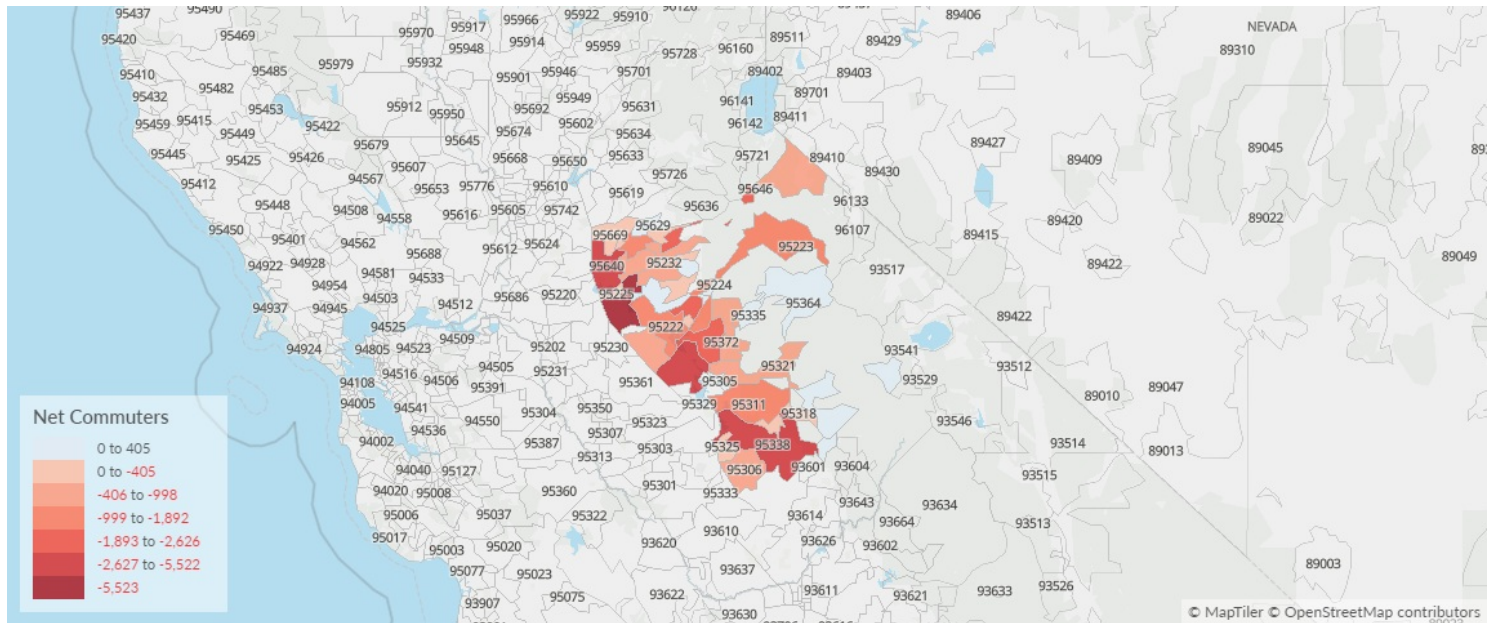 95437 95490 95966 95922 95910 96126 89437 89406
95420 95469 95970 95917 95948 95914 95959 95728 96160 89511 89429 NEVADA 89310
95410 95485 95979 95932 95901 95946 95701 89402 89403
95432 95482 95453 95912 95950 95692 95949 95631 96141 89701
95459 95415 95449 95422 95679 95645 95674 95602 95634 96142 89411
95445 95425 95426 95607 95668 95650 95633 95721 89410 89427 89409 89045
95412 94567 95653 95776 95610 95619 95726 95646 89430
95448 94508 94558 95616 95605 95742 95636 96133 89420 89022
95450 95401 94562 95688 95612 95624 95669 95629 95223 96107 89415
94922 94928 94581 94533 95640 95232 93517 89422 89049
94954 94503 94512 95686 95220 95225 95224 95364
94937 94945 94525 94509 95222 95335 89422
94924 94805 94523 95202 95230 95372 93541
94516 94505 95231 95321 93512
94108 94506 95391 95361 95305 93529 89010 89047
94005 94541 94550 95304 95350 95329 95311 95318 93546
94536 95323
94002 95387 95307 95303 95325 95338 93514 89013
95313
94040 95127 95306 93601 93604 93515
94020 95008 95360 95301 95333 93643 93634
95006 95037 95322 93610 93614 93664 93513
95017 95003 95020 93620 93626 93602
95077 95023 93637 89003
93907 95075 93622 93611 93621 93633 93526
93630
Net Commuters
0 to 405
0 to -405
-406 to -998
-999 to -1,892
-1,893 to -2,626
-2,627 to -5,522
-5,523
© MapTiler © OpenStreetMap contributors